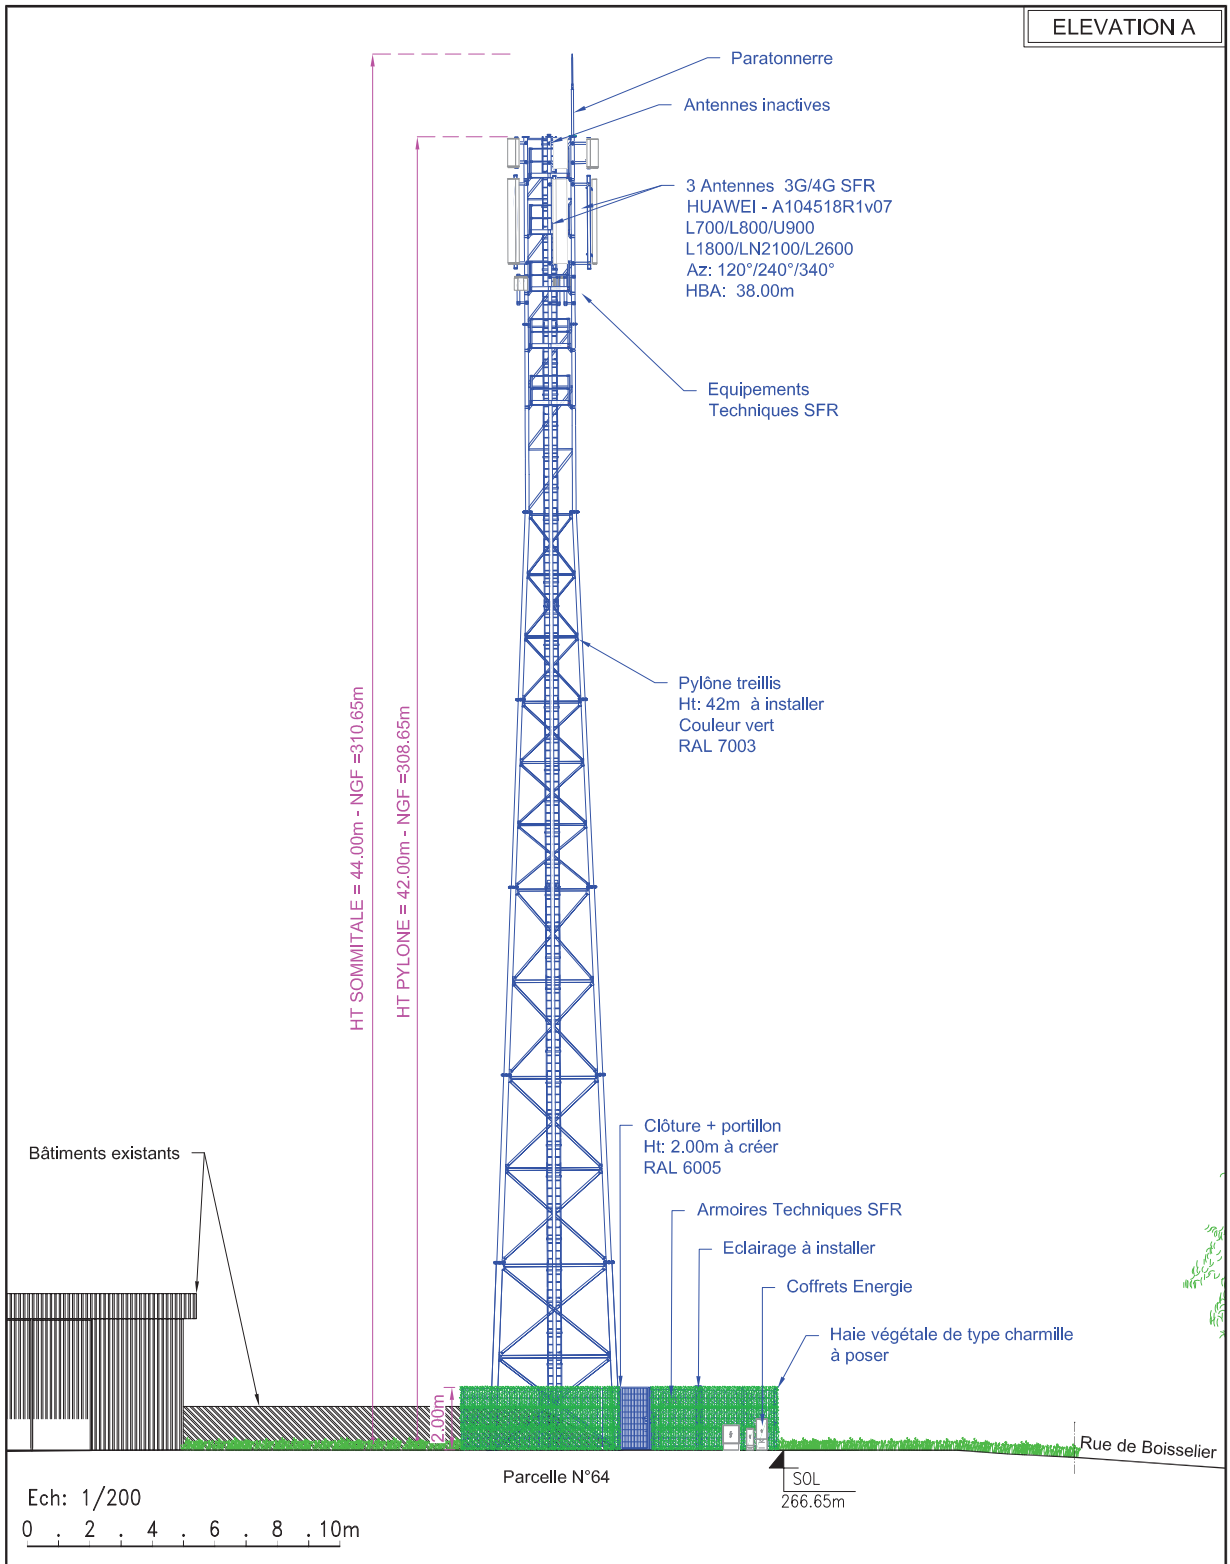 ELEVATION A
Paratonnerre
Antennes inactives
3 Antennes 3G/4G SFR
HUAWEI - A104518R1v07
L700/L800/U900
L1800/LN2100/L2600
Az: 120°/240°/340°
HBA: 38.00m
Equipements
Techniques SFR
Pylône treillis
Ht: 42m à installer
Couleur vert
RAL 7003
HT SOMMITALE = 44.00m - NGF =310.65m
HT PYLONE = 42.00m - NGF =308.65m
Clôture + portillon
Ht: 2.00m à créer
RAL 6005
Bâtiments existants
Armoires Techniques SFR
Eclairage à installer
Coffrets Energie
Haie végétale de type charmille
à poser
2.00m
Rue de Boisselier
Parcelle N°64
SOL
266.65m
Ech: 1/200
0 . 2 . 4 . 6 . 8 . 10m